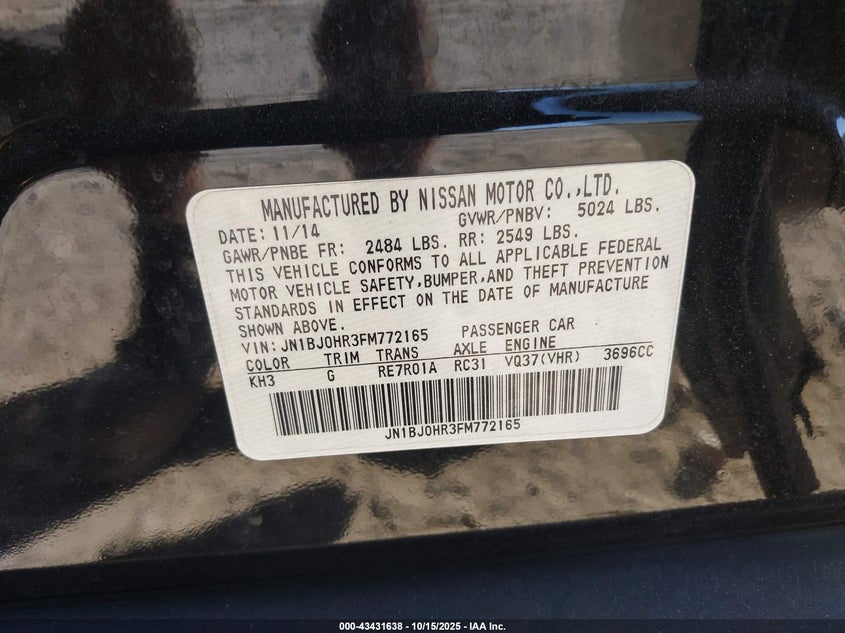 MANUFACTURED BY NISSAN MOTOR CO.,LTD.
DATE: 11/14 GVWR/PNBV: 5024 LBS.
GAWR/PNBE FR: 2484 LBS. RR: 2549 LBS.
THIS VEHICLE CONFORMS TO ALL APPLICABLE FEDERAL
MOTOR VEHICLE SAFETY,BUMPER,AND THEFT PREVENTION
STANDARDS IN EFFECT ON THE DATE OF MANUFACTURE
SHOWN ABOVE.
VIN: JN1BJ0HR3FM772165 PASSENGER CAR
COLOR TRIM TRANS AXLE ENGINE
KH3 G RE7R01A RC31 VQ37(VHR) 3696CC
JN1BJ0HR3FM772165
000-43431638 - 10/15/2025 - IAA Inc.